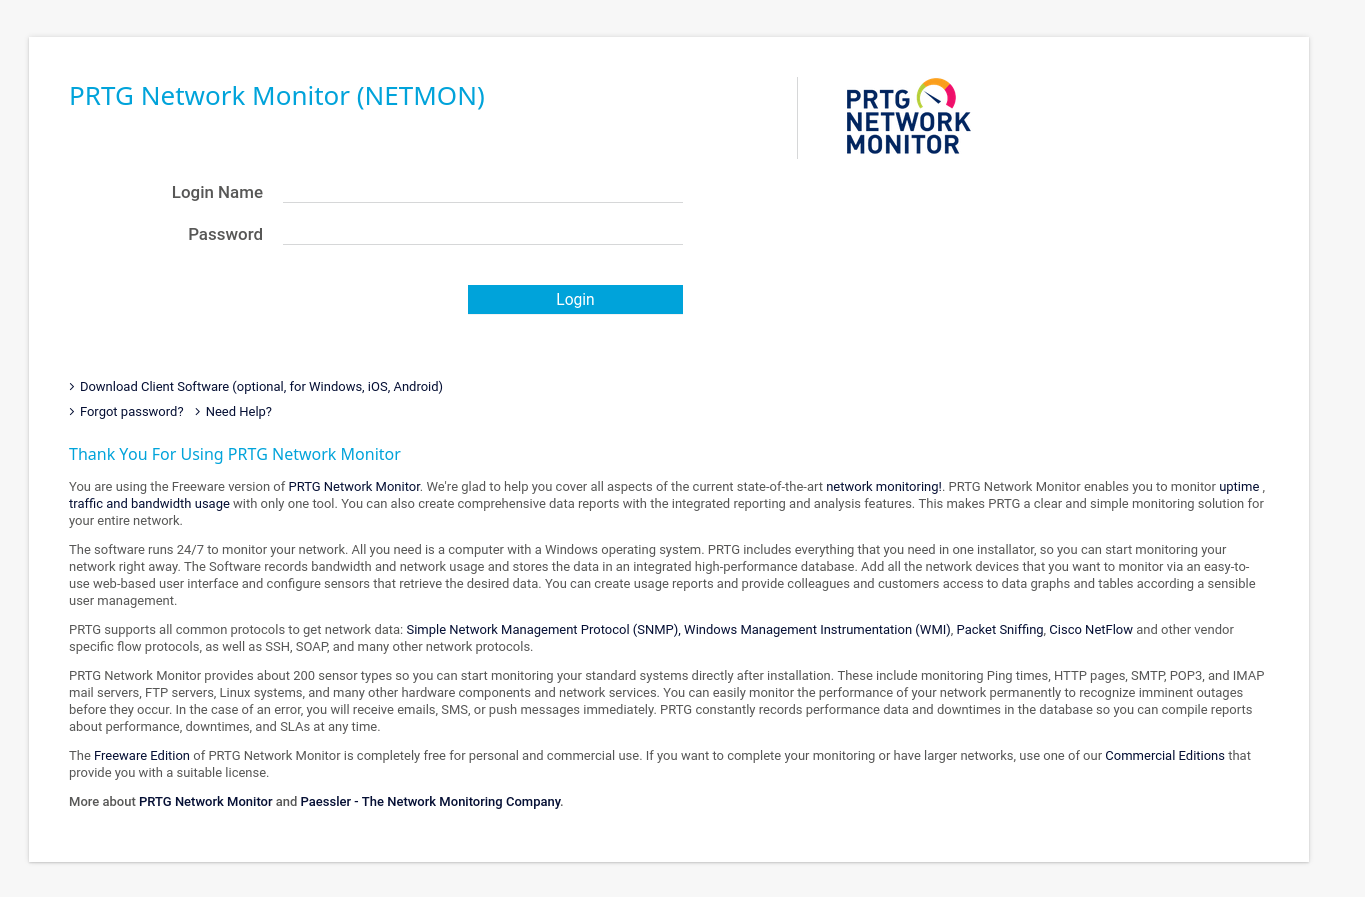 PRTG Network Monitor (NETMON)
PRTG
NETWORK
MONITOR
Login Name
Password
Login
Download Client Software (optional, for Windows, iOS, Android)
Forgot password? Need Help?
Thank You For Using PRTG Network Monitor
You are using the Freeware version of PRTG Network Monitor. We're glad to help you cover all aspects of the current state-of-the-art network monitoring!. PRTG Network Monitor enables you to monitor uptime ,
traffic and bandwidth usage with only one tool. You can also create comprehensive data reports with the integrated reporting and analysis features. This makes PRTG a clear and simple monitoring solution for
your entire network.
The software runs 24/7 to monitor your network. All you need is a computer with a Windows operating system. PRTG includes everything that you need in one installator, so you can start monitoring your
network right away. The Software records bandwidth and network usage and stores the data in an integrated high-performance database. Add all the network devices that you want to monitor via an easy-to-
use web-based user interface and configure sensors that retrieve the desired data. You can create usage reports and provide colleagues and customers access to data graphs and tables according a sensible
user management.
PRTG supports all common protocols to get network data: Simple Network Management Protocol (SNMP), Windows Management Instrumentation (WMI), Packet Sniffing, Cisco NetFlow and other vendor
specific flow protocols, as well as SSH, SOAP, and many other network protocols.
PRTG Network Monitor provides about 200 sensor types so you can start monitoring your standard systems directly after installation. These include monitoring Ping times, HTTP pages, SMTP, POP3, and IMAP
mail servers, FTP servers, Linux systems, and many other hardware components and network services. You can easily monitor the performance of your network permanently to recognize imminent outages
before they occur. In the case of an error, you will receive emails, SMS, or push messages immediately. PRTG constantly records performance data and downtimes in the database so you can compile reports
about performance, downtimes, and SLAs at any time.
The Freeware Edition of PRTG Network Monitor is completely free for personal and commercial use. If you want to complete your monitoring or have larger networks, use one of our Commercial Editions that
provide you with a suitable license.
More about PRTG Network Monitor and Paessler - The Network Monitoring Company.